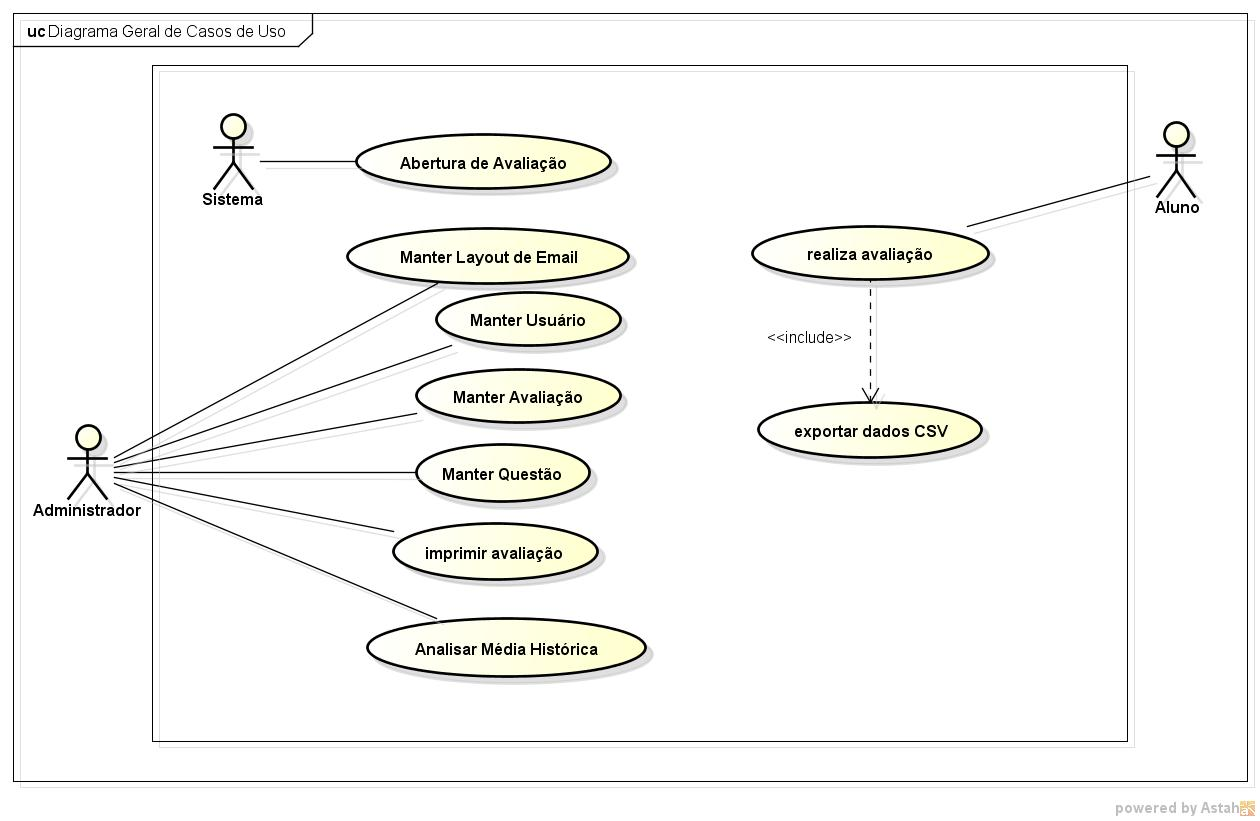 uc Diagrama Geral de Casos de Uso
Sistema
Abertura de Avaliação
Aluno
Manter Layout de Email
realiza avaliação
Manter Usuário
<<include>>
Manter Avaliação
exportar dados CSV
Administrador
Manter Questão
imprimir avaliação
Analisar Média Histórica
powered by Astah